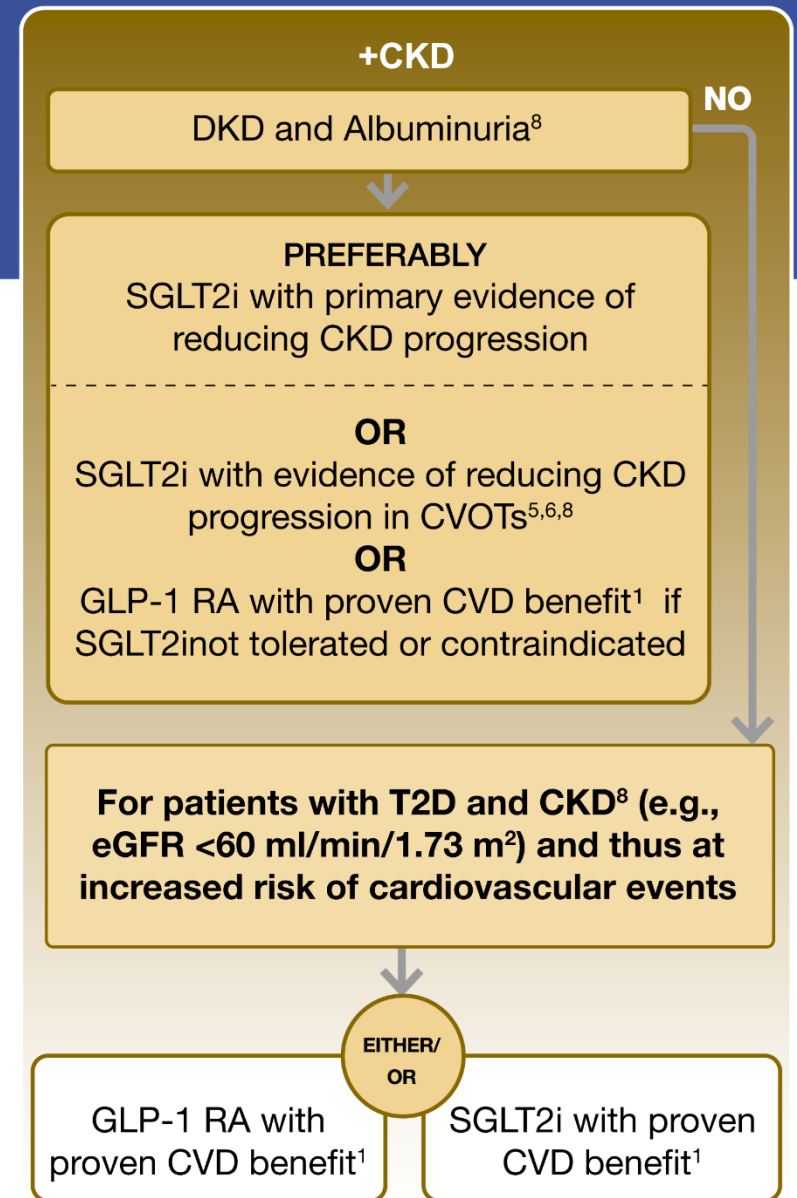 +CKD
NO
DKD and Albuminuria⁸
PREFERABLY
SGLT2i with primary evidence of
reducing CKD progression
OR
SGLT2i with evidence of reducing CKD
progression in CVOTs⁵,⁶,⁸
OR
GLP-1 RA with proven CVD benefit¹ if
SGLT2inot tolerated or contraindicated
For patients with T2D and CKD⁸ (e.g.,
eGFR <60 ml/min/1.73 m²) and thus at
increased risk of cardiovascular events
EITHER/
OR
GLP-1 RA with
proven CVD benefit¹
SGLT2i with proven
CVD benefit¹